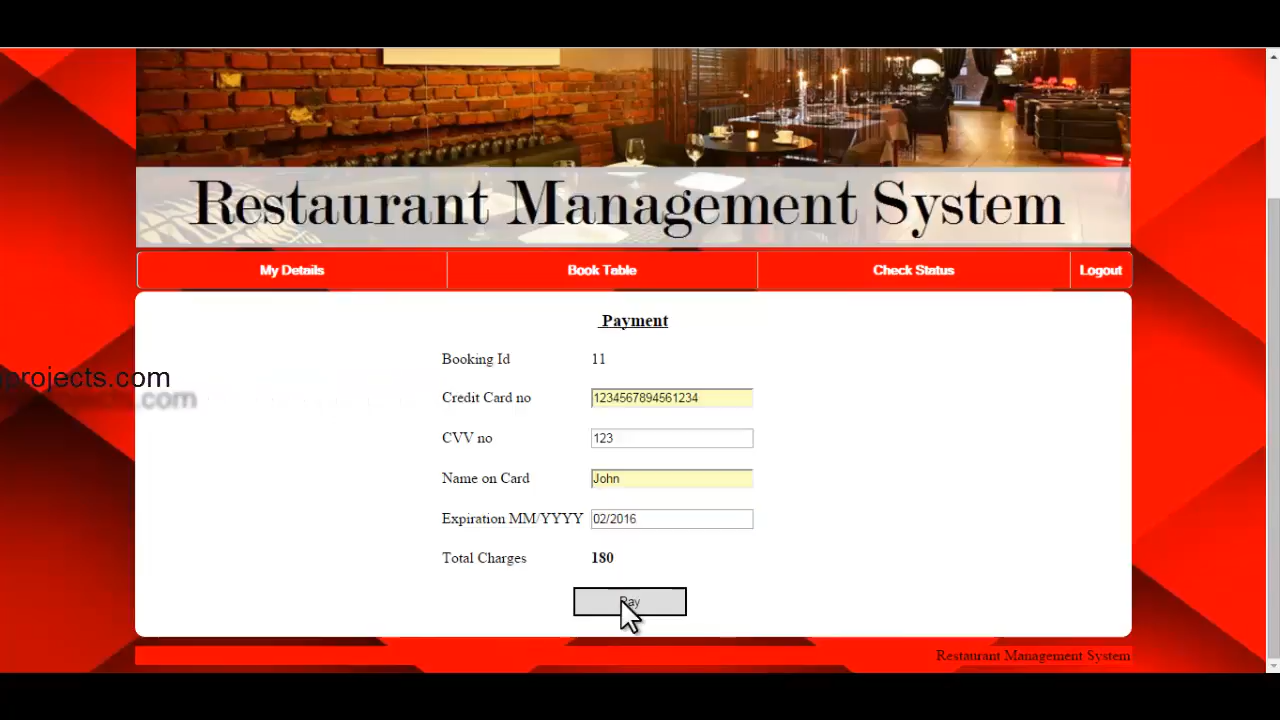 Restaurant Management System
My Details Book Table Check Status Logout
Payment
Booking Id 11
projects.com
Credit Card no 1234567894561234
CVV no 123
Name on Card John
Expiration MM/YYYY 02/2016
Total Charges 180
Pay
Restaurant Management System